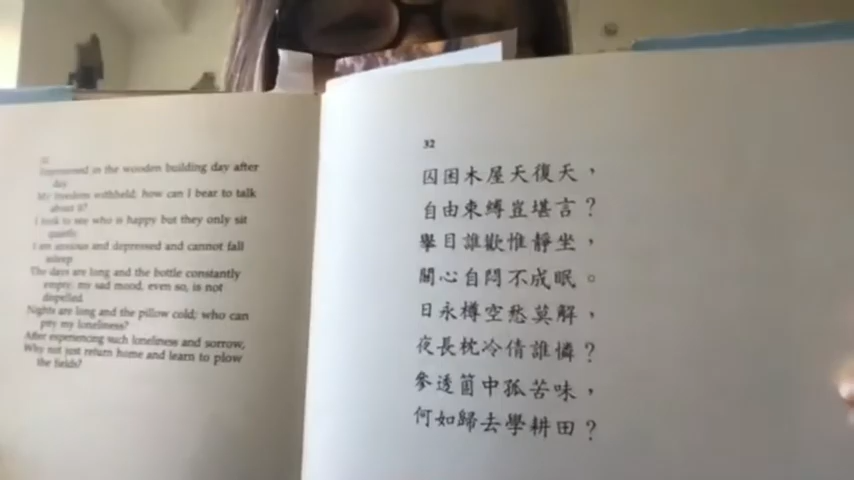 32
Imprisoned in the wooden building day after
day
My freedom withheld; how can I bear to talk
about it?
I look to see who is happy but they only sit
quietly.
I am anxious and depressed and cannot fall
asleep.
The days are long and the bottle constantly
empty; my sad mood, even so, is not
dispelled.
Nights are long and the pillow cold; who can
pity my loneliness?
After experiencing such loneliness and sorrow,
Why not just return home and learn to plow
the fields?
32
囚困木屋天復天，
自由束縛豈堪言？
舉目誰歡惟靜坐，
關心自悶不成眠。
日永樽空愁莫解，
夜長枕冷倩誰憐？
參透箇中孤苦味，
何如歸去學耕田？